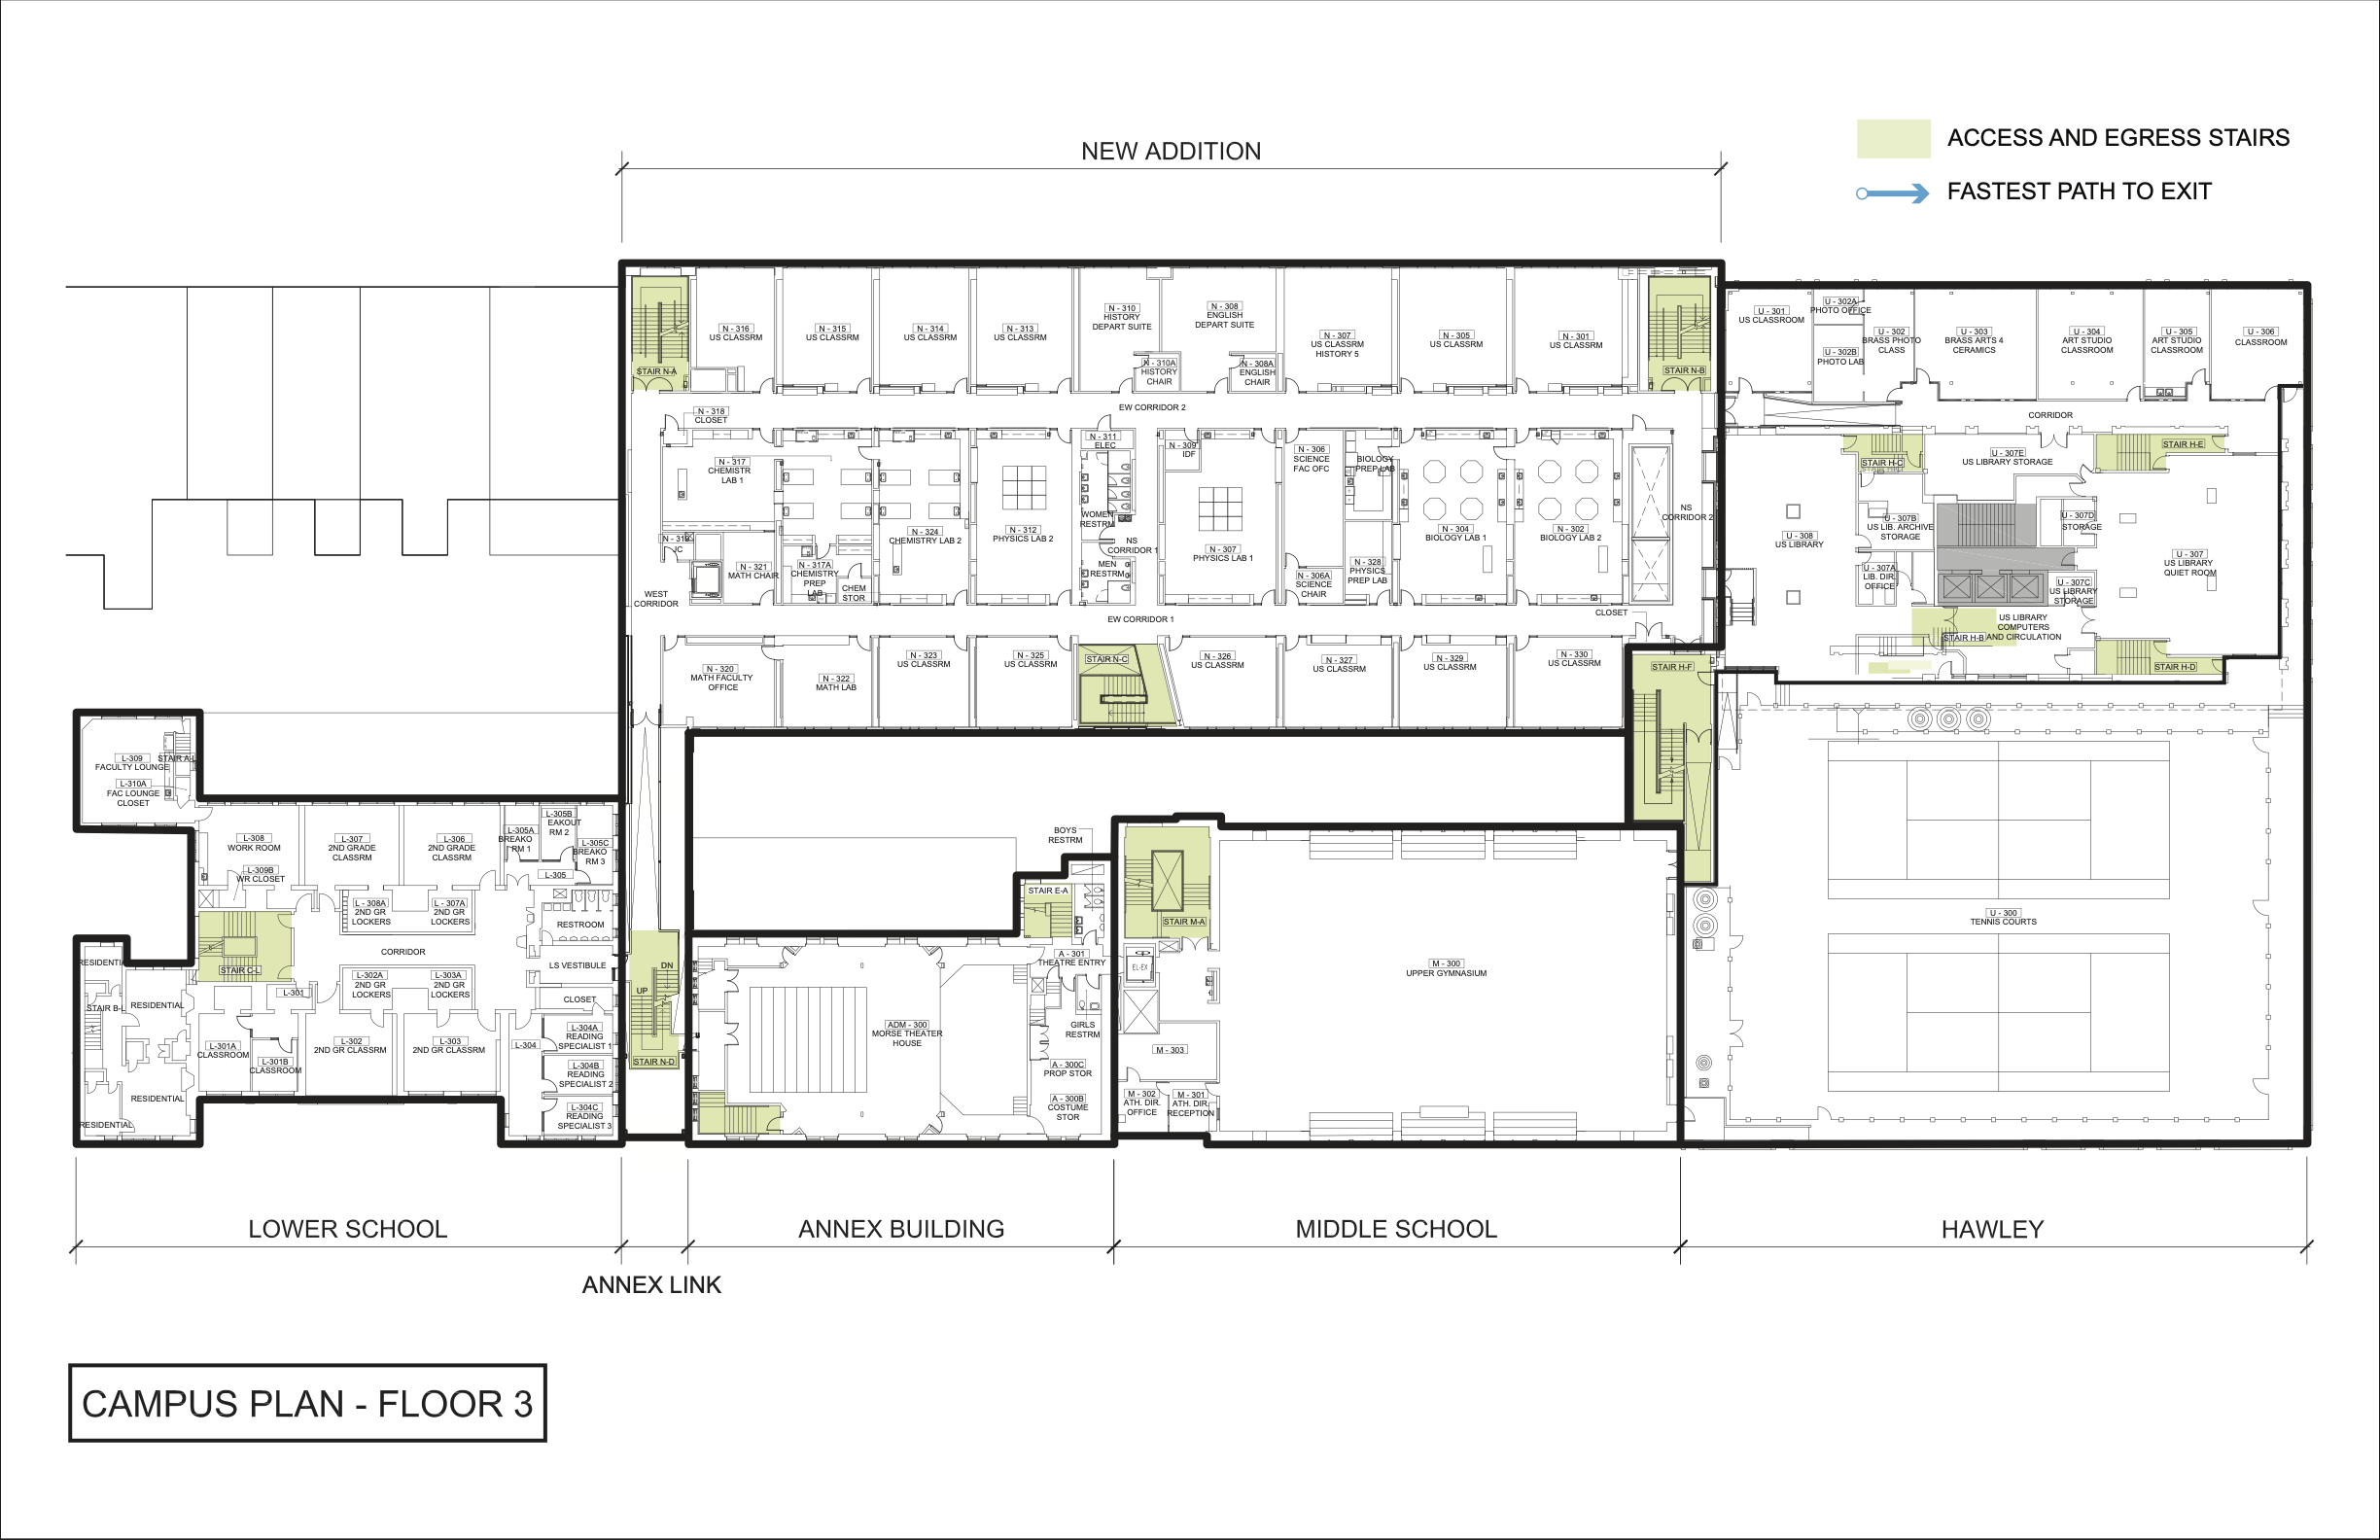 ACCESS AND EGRESS STAIRS
FASTEST PATH TO EXIT
NEW ADDITION
STAIR N-A
N - 316
US CLASSRM
N - 315
US CLASSRM
N - 314
US CLASSRM
N - 313
US CLASSRM
N - 310
HISTORY
DEPART SUITE
N - 310A
HISTORY
CHAIR
N - 308
ENGLISH
DEPART SUITE
N - 308A
ENGLISH
CHAIR
N - 307
US CLASSRM
HISTORY 5
N - 305
US CLASSRM
N - 301
US CLASSRM
STAIR N-B
U - 301
US CLASSROOM
U - 302A
PHOTO OFFICE
U - 302B
PHOTO LAB
U - 302
BRASS PHOTO
CLASS
U - 303
BRASS ARTS 4
CERAMICS
U - 304
ART STUDIO
CLASSROOM
U - 305
ART STUDIO
CLASSROOM
U - 306
CLASSROOM
N - 318
CLOSET
EW CORRIDOR 2
CORRIDOR
N - 317
CHEMISTR
LAB 1
N - 319
JC
N - 321
MATH CHAIR
N - 317A
CHEMISTRY
PREP
LAB
CHEM
STOR
N - 324
CHEMISTRY LAB 2
N - 312
PHYSICS LAB 2
N - 311
ELEC
WOMEN
RESTRM
NS
CORRIDOR 1
MEN
RESTRM
N - 309
IDF
N - 307
PHYSICS LAB 1
N - 306
SCIENCE
FAC OFC
N - 306A
SCIENCE
CHAIR
BIOLOGY
PREP LAB
N - 328
PHYSICS
PREP LAB
N - 304
BIOLOGY LAB 1
N - 302
BIOLOGY LAB 2
NS
CORRIDOR 2
STAIR H-C
U - 307E
US LIBRARY STORAGE
STAIR H-E
U - 308
US LIBRARY
U - 307B
US LIB. ARCHIVE
STORAGE
U - 307D
STORAGE
U - 307A
LIB. DIR.
OFFICE
U - 307C
US LIBRARY
STORAGE
U - 307
US LIBRARY
QUIET ROOM
US LIBRARY
COMPUTERS
AND CIRCULATION
STAIR H-B
STAIR H-D
WEST
CORRIDOR
EW CORRIDOR 1
CLOSET
N - 320
MATH FACULTY
OFFICE
N - 322
MATH LAB
N - 323
US CLASSRM
N - 325
US CLASSRM
STAIR N-C
N - 326
US CLASSRM
N - 327
US CLASSRM
N - 329
US CLASSRM
N - 330
US CLASSRM
STAIR H-F
L-309
FACULTY LOUNGE
STAIR A-L
L-310A
FAC LOUNGE
CLOSET
L-308
WORK ROOM
L-309B
WR CLOSET
L-307
2ND GRADE
CLASSRM
L-306
2ND GRADE
CLASSRM
L-305A
BREAKO
RM 1
L-305B
EAKOUT
RM 2
L-305C
BREAKO
RM 3
L-305
L - 308A
2ND GR
LOCKERS
L - 307A
2ND GR
LOCKERS
RESTROOM
CORRIDOR
LS VESTIBULE
STAIR C-L
L-302A
2ND GR
LOCKERS
L-303A
2ND GR
LOCKERS
CLOSET
RESIDENTIA
RESIDENTIAL
STAIR B-L
L-301
L-301A
CLASSROOM
L-301B
CLASSROOM
L-302
2ND GR CLASSRM
L-303
2ND GR CLASSRM
L-304
L-304A
READING
SPECIALIST 1
L-304B
READING
SPECIALIST 2
L-304C
READING
SPECIALIST 3
RESIDENTIAL
RESIDENTIAL
DN
UP
STAIR N-D
BOYS
RESTRM
STAIR E-A
A - 301
THEATRE ENTRY
ADM - 300
MORSE THEATER
HOUSE
GIRLS
RESTRM
A - 300C
PROP STOR
A - 300B
COSTUME
STOR
STAIR M-A
EL-EX
M - 303
M - 302
ATH. DIR.
OFFICE
M - 301
ATH. DIR.
RECEPTION
M - 300
UPPER GYMNASIUM
U - 300
TENNIS COURTS
LOWER SCHOOL
ANNEX LINK
ANNEX BUILDING
MIDDLE SCHOOL
HAWLEY
CAMPUS PLAN - FLOOR 3